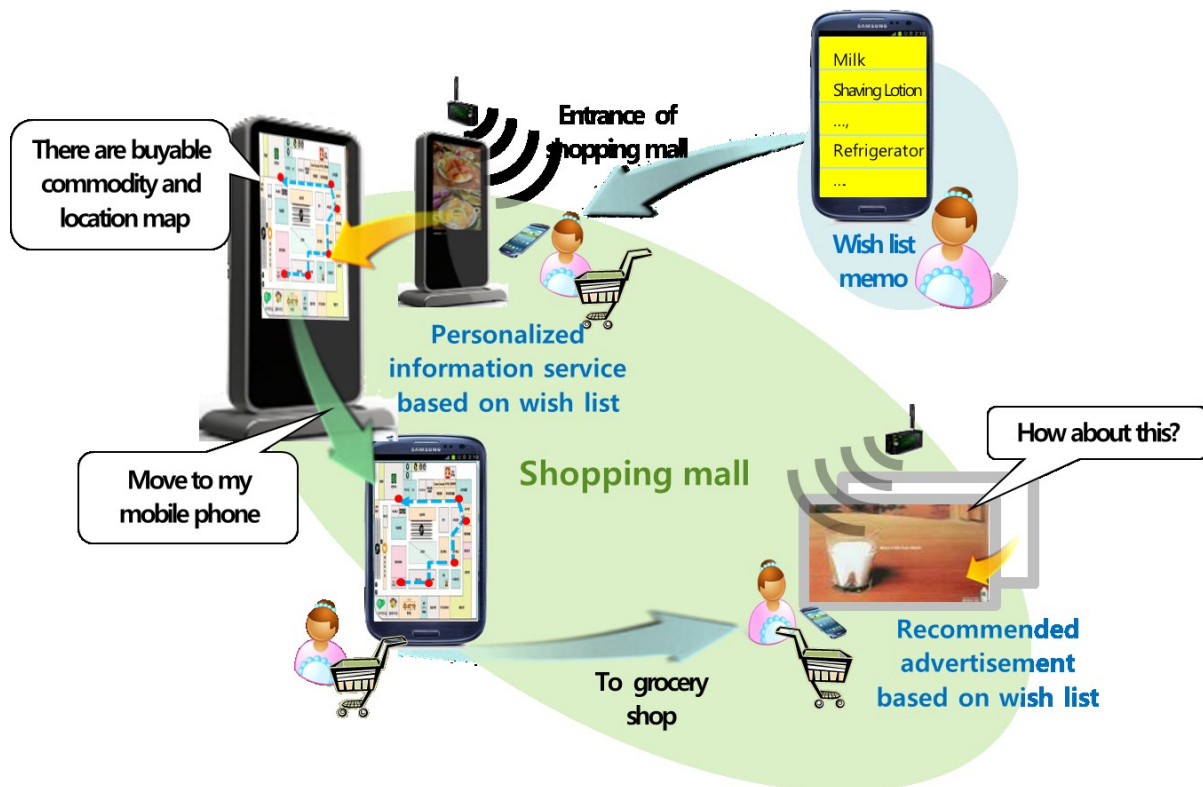 SAMSUNG
Milk
Shaving Lotion
...,
Refrigerator
....
Wish list
memo
Entrance of
shopping mall
There are buyable
commodity and
location map
Personalized
information service
based on wish list
Move to my
mobile phone
SAMSUNG
Shopping mall
How about this?
To grocery
shop
Recommended
advertisement
based on wish list